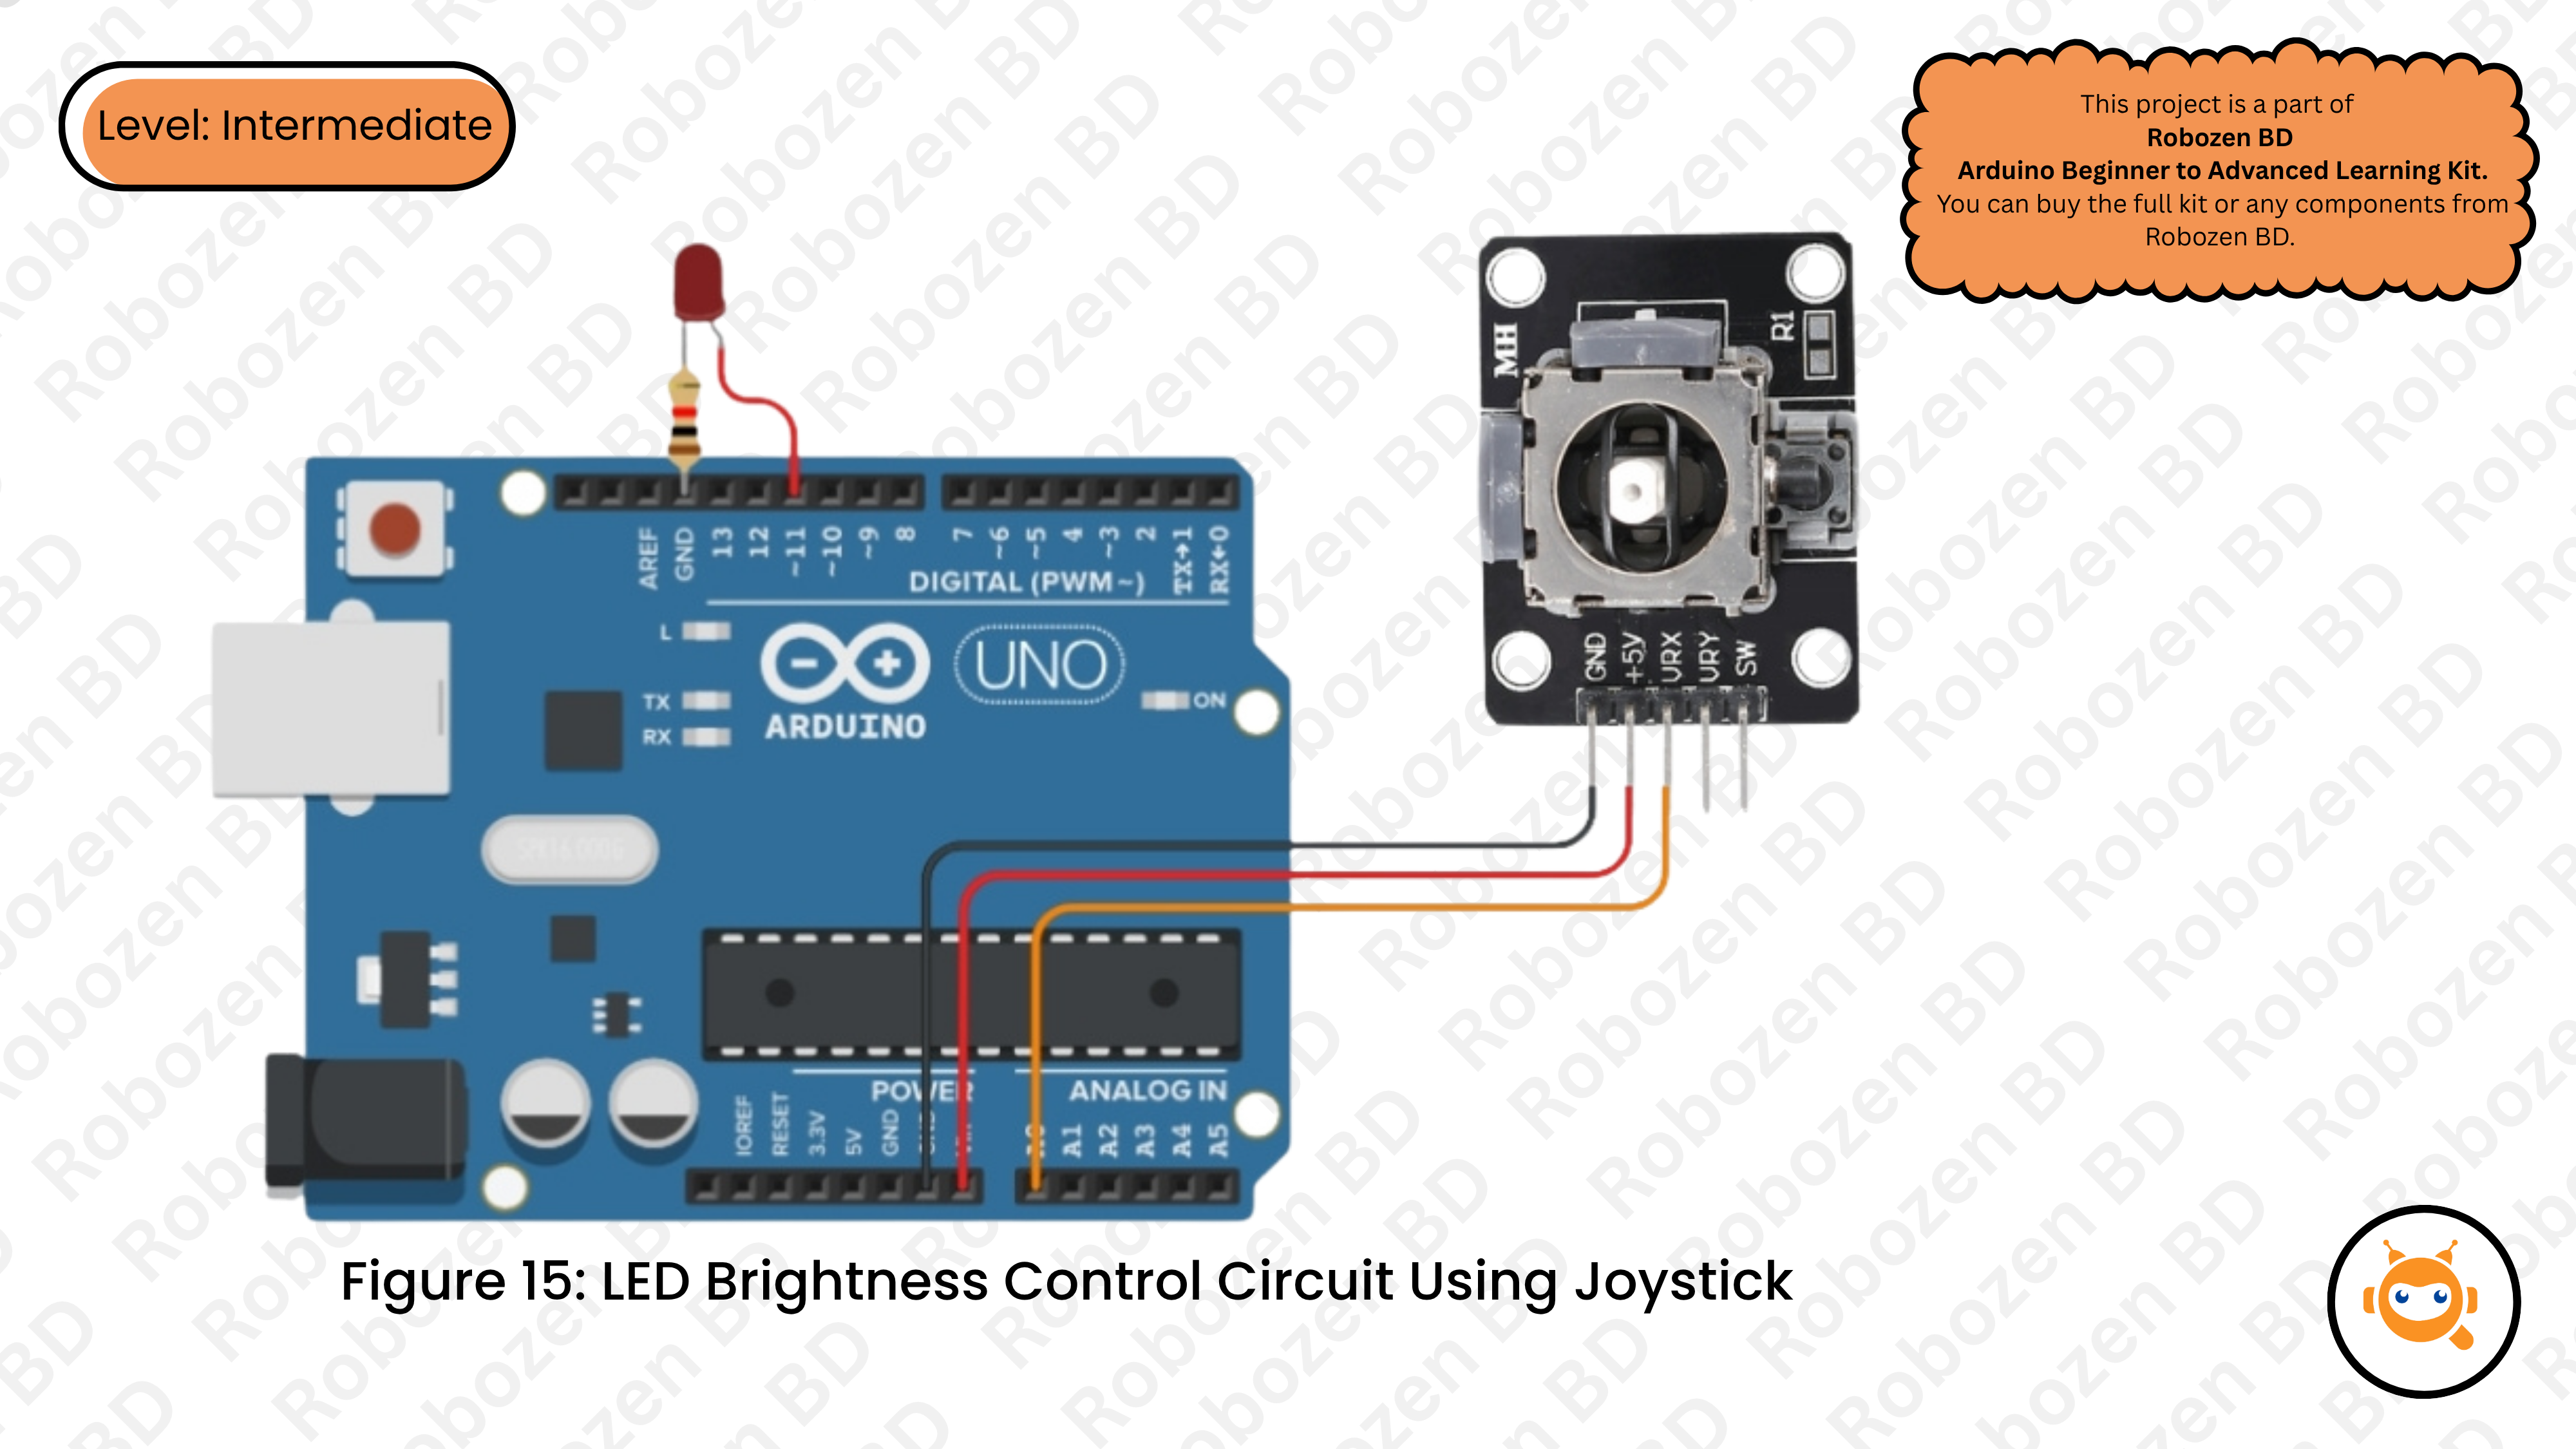 Level: Intermediate
This project is a part of
Robozen BD
Arduino Beginner to Advanced Learning Kit.
You can buy the full kit or any components from
Robozen BD.
MH
R1
GND
+5V
VRX
VRY
SW
AREF
GND
13
12
~11
~10
~9
8
7
~6
~5
4
~3
2
TX→1
RX←0
DIGITAL (PWM ~)
L
TX
RX
ARDUINO
UNO
ON
POWER
ANALOG IN
IOREF
RESET
3.3V
5V
GND
A1
A2
A3
A4
A5
Figure 15: LED Brightness Control Circuit Using Joystick
Robozen BD